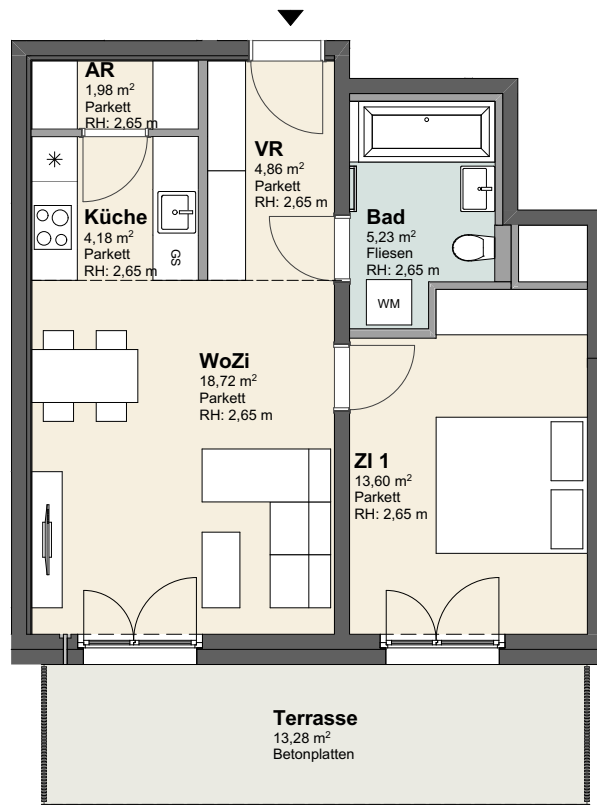 AR
1,98 m²
Parkett
RH: 2,65 m
VR
4,86 m²
Parkett
RH: 2,65 m
Küche
4,18 m²
Parkett
RH: 2,65 m
GS
Bad
5,23 m²
Fliesen
RH: 2,65 m
WM
WoZi
18,72 m²
Parkett
RH: 2,65 m
ZI 1
13,60 m²
Parkett
RH: 2,65 m
Terrasse
13,28 m²
Betonplatten